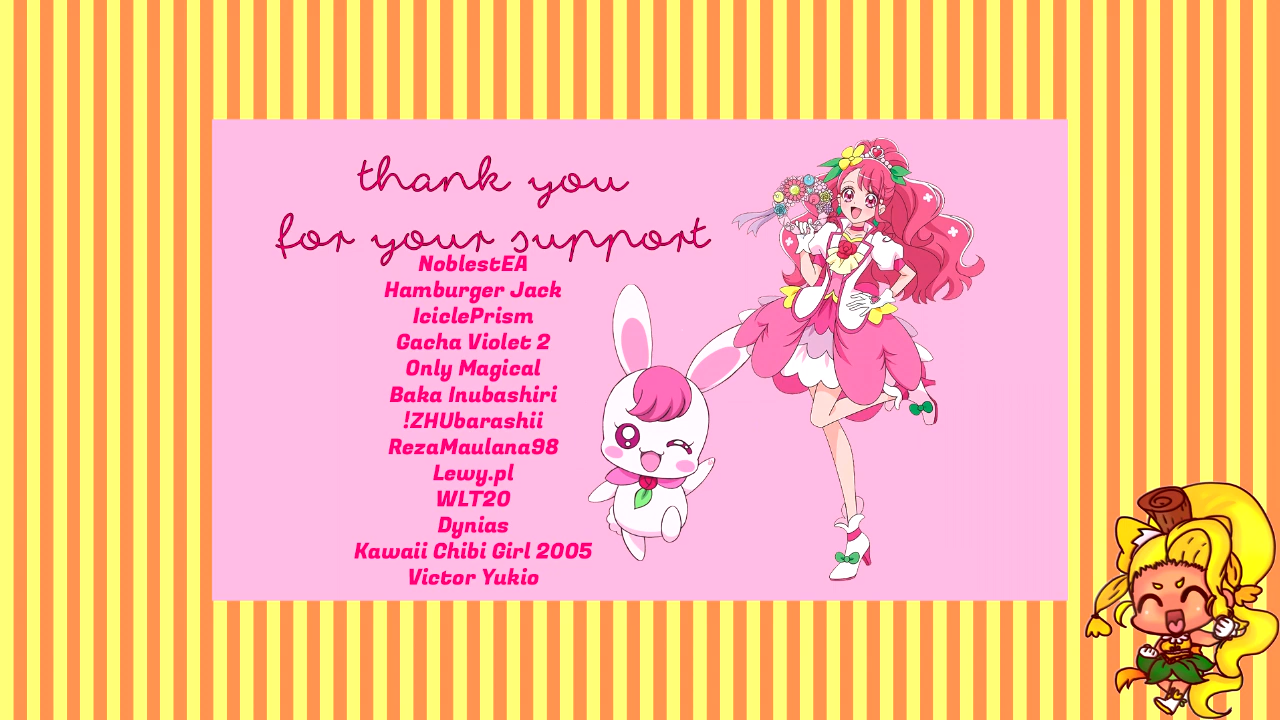 thank you
for your support
NoblestEA
Hamburger Jack
IciclePrism
Gacha Violet 2
Only Magical
Baka Inubashiri
!ZHUbarashii
RezaMaulana98
Lewy.pl
WLT20
Dynias
Kawaii Chibi Girl 2005
Victor Yukio